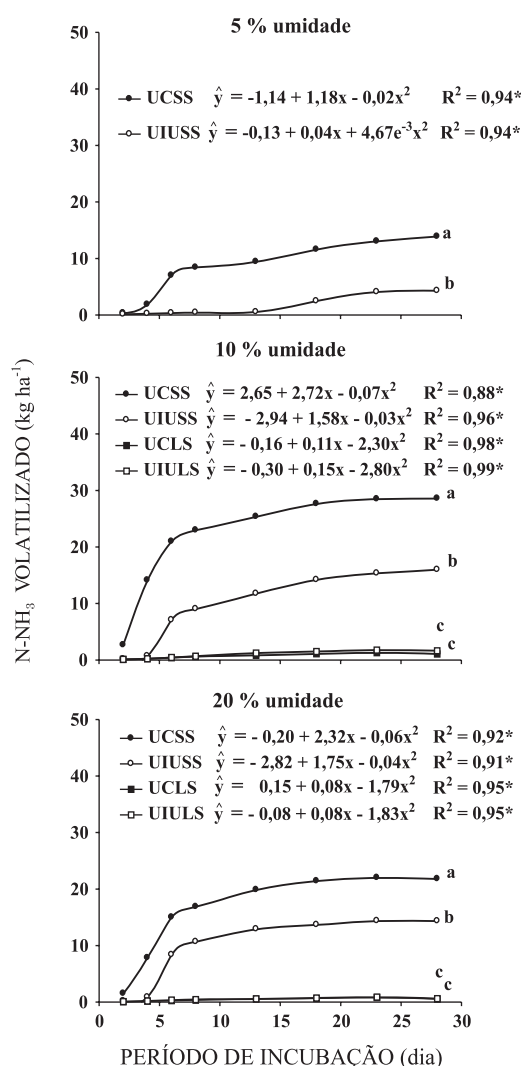 5 % umidade
50
UCSS ŷ = -1,14 + 1,18x - 0,02x² R² = 0,94*
40
UIUSS ŷ = -0,13 + 0,04x + 4,67e⁻³x² R² = 0,94*
30
20
a
10
b
0
10 % umidade
50
UCSS ŷ = 2,65 + 2,72x - 0,07x² R² = 0,88*
UIUSS ŷ = - 2,94 + 1,58x - 0,03x² R² = 0,96*
40
UCLS ŷ = - 0,16 + 0,11x - 2,30x² R² = 0,98*
UIULS ŷ = - 0,30 + 0,15x - 2,80x² R² = 0,99*
30
a
20
b
10
c
c
0
N-NH₃ VOLATILIZADO (kg ha⁻¹)
20 % umidade
50
UCSS ŷ = - 0,20 + 2,32x - 0,06x² R² = 0,92*
UIUSS ŷ = - 2,82 + 1,75x - 0,04x² R² = 0,91*
40
UCLS ŷ = 0,15 + 0,08x - 1,79x² R² = 0,95*
UIULS ŷ = - 0,08 + 0,08x - 1,83x² R² = 0,95*
30
a
20
b
10
c
c
0
0 5 10 15 20 25 30
PERÍODO DE INCUBAÇÃO (dia)